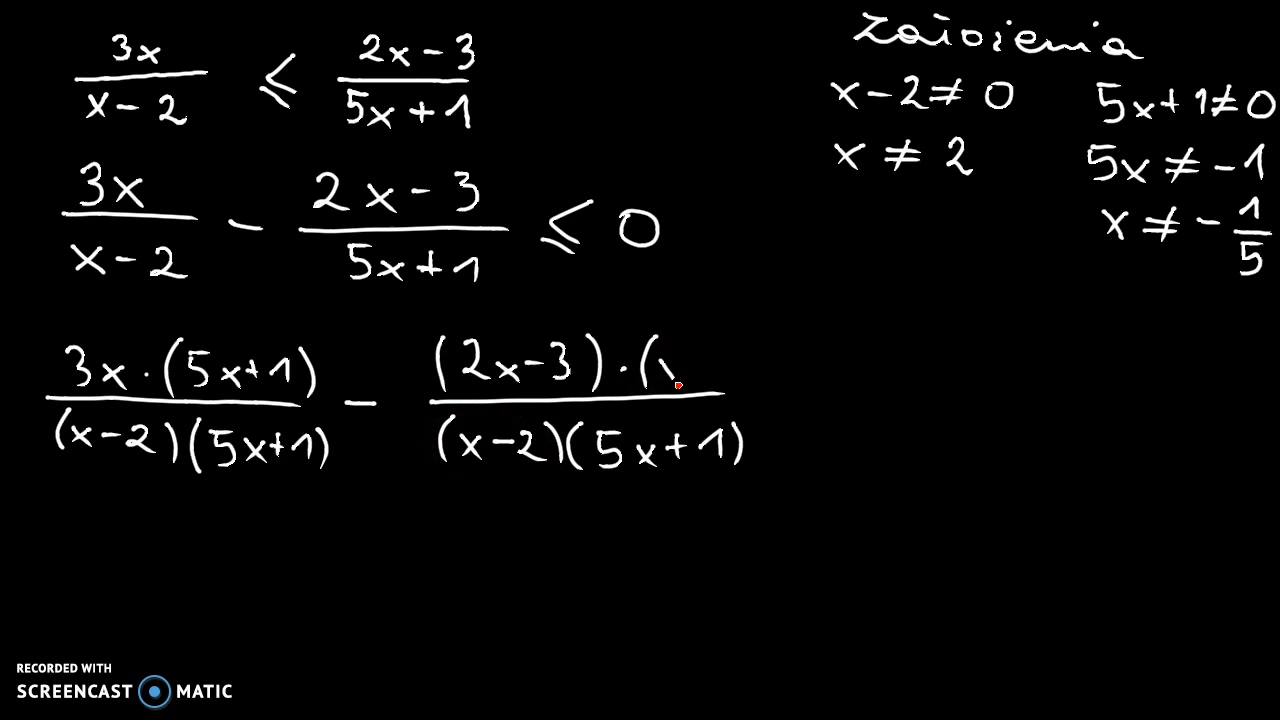 Założenia
3x/(x-2) ≤ (2x-3)/(5x+1)
x-2≠0 5x+1≠0
x ≠ 2 5x ≠ -1
x ≠ -1/5
3x/(x-2) - (2x-3)/(5x+1) ≤ 0
3x·(5x+1)/(x-2)(5x+1) - (2x-3)·(/(x-2)(5x+1)
RECORDED WITH
SCREENCAST MATIC